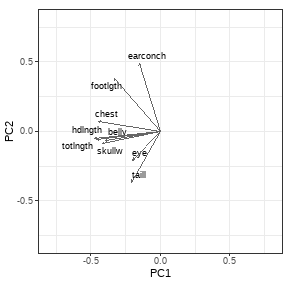 earconch
0.5
footlgth
chest
hdlngth
belly
0.0
totlngth
skullw
eye
taill
-0.5
-0.5
0.0
0.5
PC1
PC2